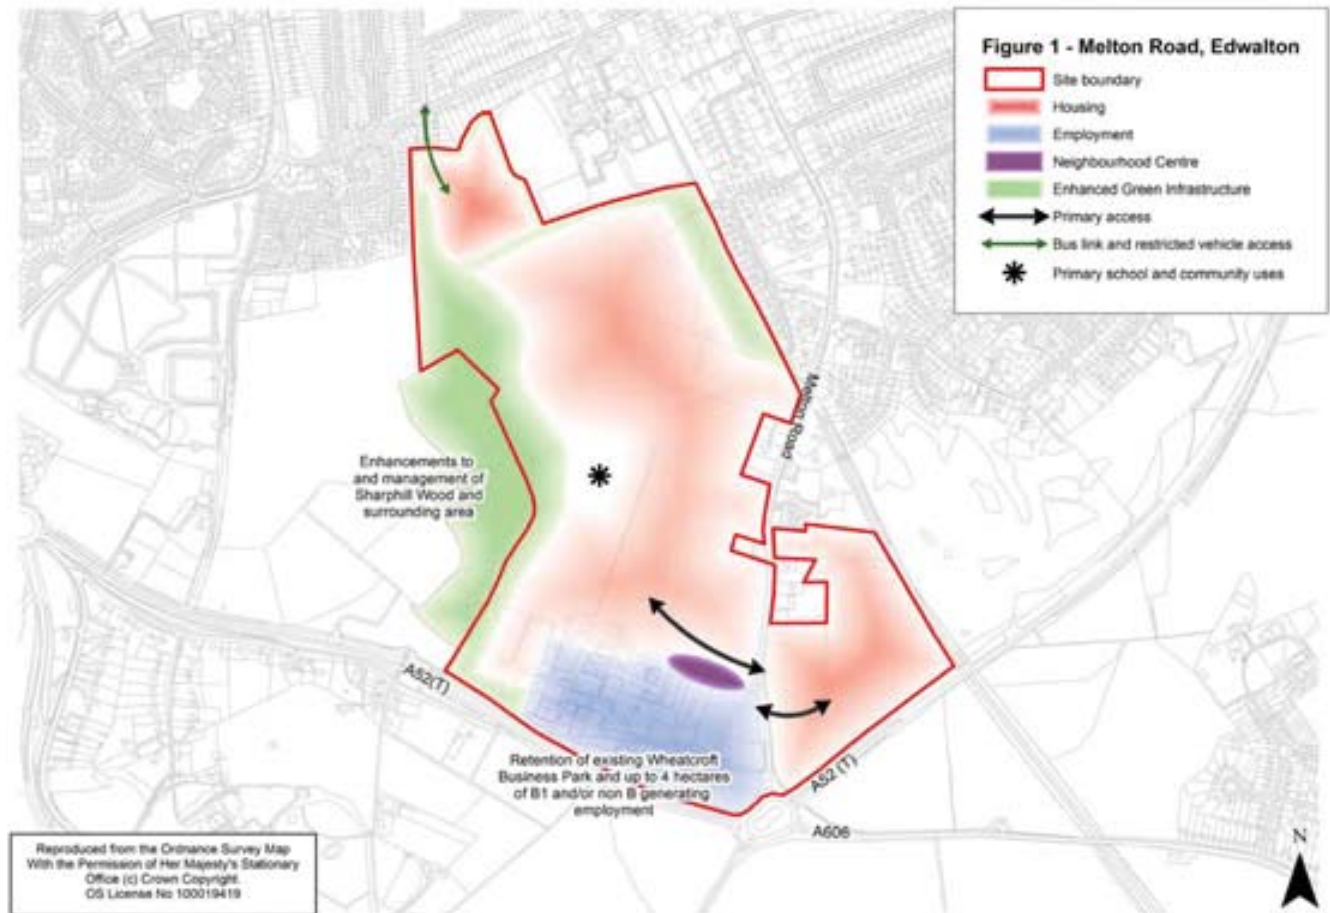 Figure 1 - Melton Road, Edwalton
Site boundary
Housing
Employment
Neighbourhood Centre
Enhanced Green Infrastructure
Primary access
Bus link and restricted vehicle access
Primary school and community uses
Melton Road
Enhancements to
and management of
Sharphill Wood and
surrounding area
A52(T)
Retention of existing Wheatcroft
Business Park and up to 4 hectares
of B1 and/or non B generating
employment
A52 (T)
A606
N
Reproduced from the Ordnance Survey Map
With the Permission of Her Majesty's Stationary
Office (c) Crown Copyright.
OS License No 100019419